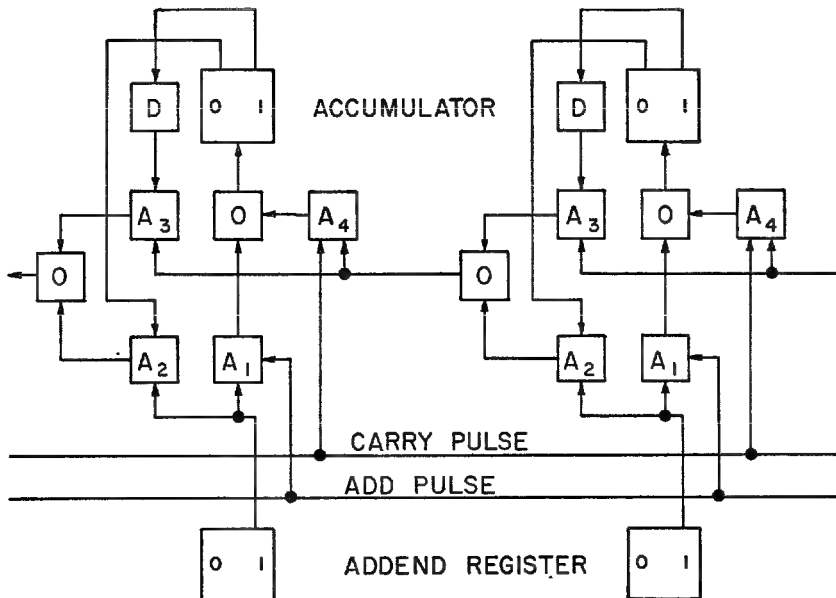 D 0 1 ACCUMULATOR D 0 1
A3 O A4 A3 O A4
O O
A2 A1 A2 A1
CARRY PULSE
ADD PULSE
0 1 ADDEND REGISTER 0 1